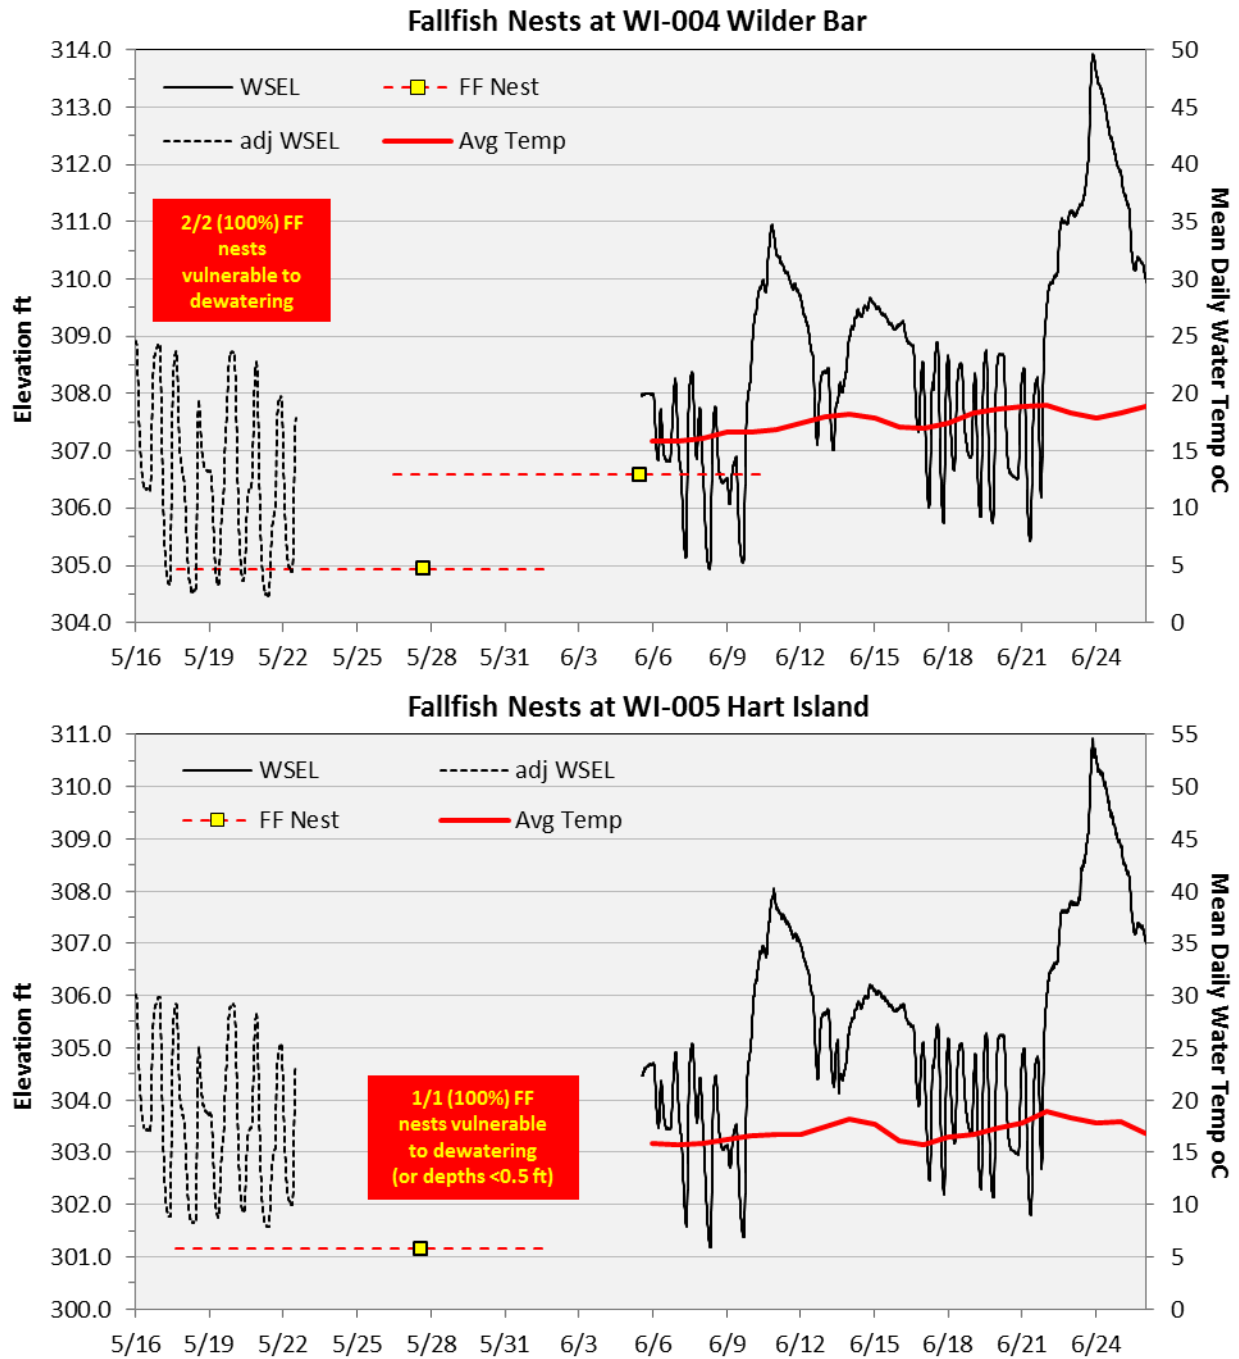 Fallfish Nests at WI-004 Wilder Bar
WSEL
FF Nest
adj WSEL
Avg Temp
2/2 (100%) FF
nests
vulnerable to
dewatering
Elevation ft
314.0
313.0
312.0
311.0
310.0
309.0
308.0
307.0
306.0
305.0
304.0
50
45
40
35
30
25
20
15
10
5
0
Mean Daily Water Temp oC
5/16 5/19 5/22 5/25 5/28 5/31 6/3 6/6 6/9 6/12 6/15 6/18 6/21 6/24
Fallfish Nests at WI-005 Hart Island
WSEL
adj WSEL
FF Nest
Avg Temp
1/1 (100%) FF
nests vulnerable
to dewatering
(or depths <0.5 ft)
Elevation ft
311.0
310.0
309.0
308.0
307.0
306.0
305.0
304.0
303.0
302.0
301.0
300.0
55
50
45
40
35
30
25
20
15
10
5
0
Mean Daily Water Temp oC
5/16 5/19 5/22 5/25 5/28 5/31 6/3 6/6 6/9 6/12 6/15 6/18 6/21 6/24